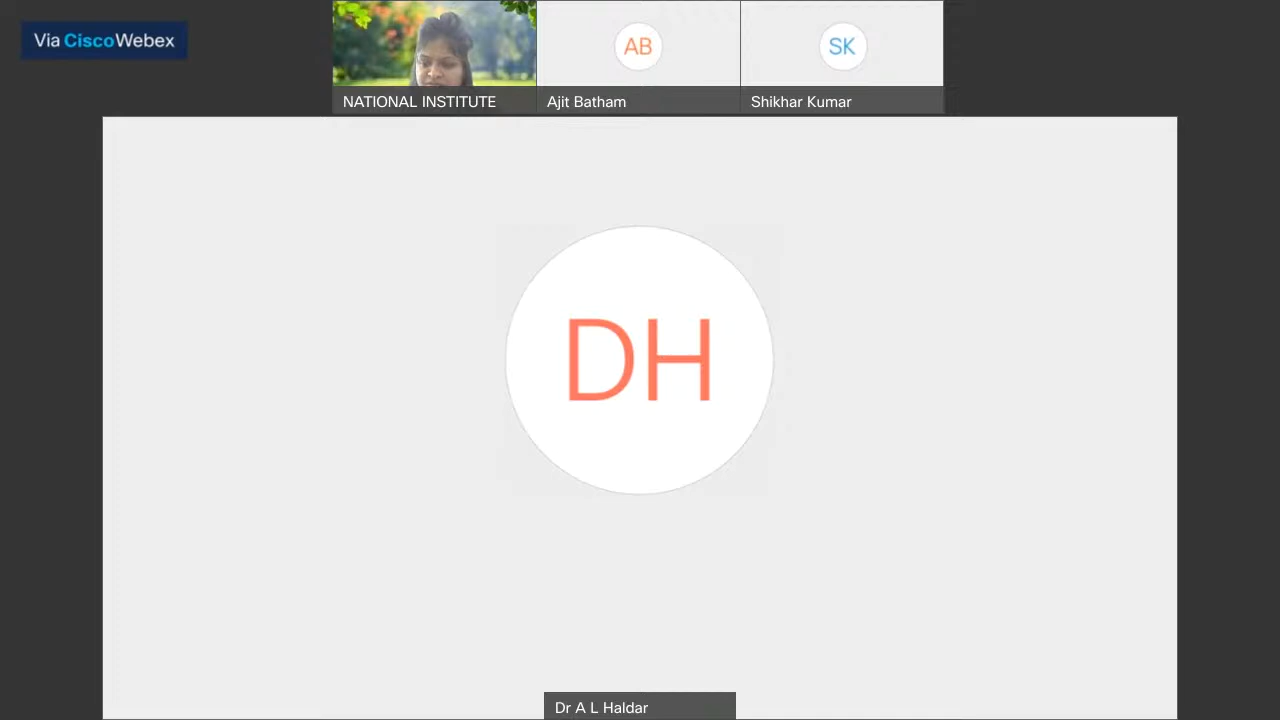 Via CiscoWebex
AB
SK
NATIONAL INSTITUTE
Ajit Batham
Shikhar Kumar
DH
Dr A L Haldar